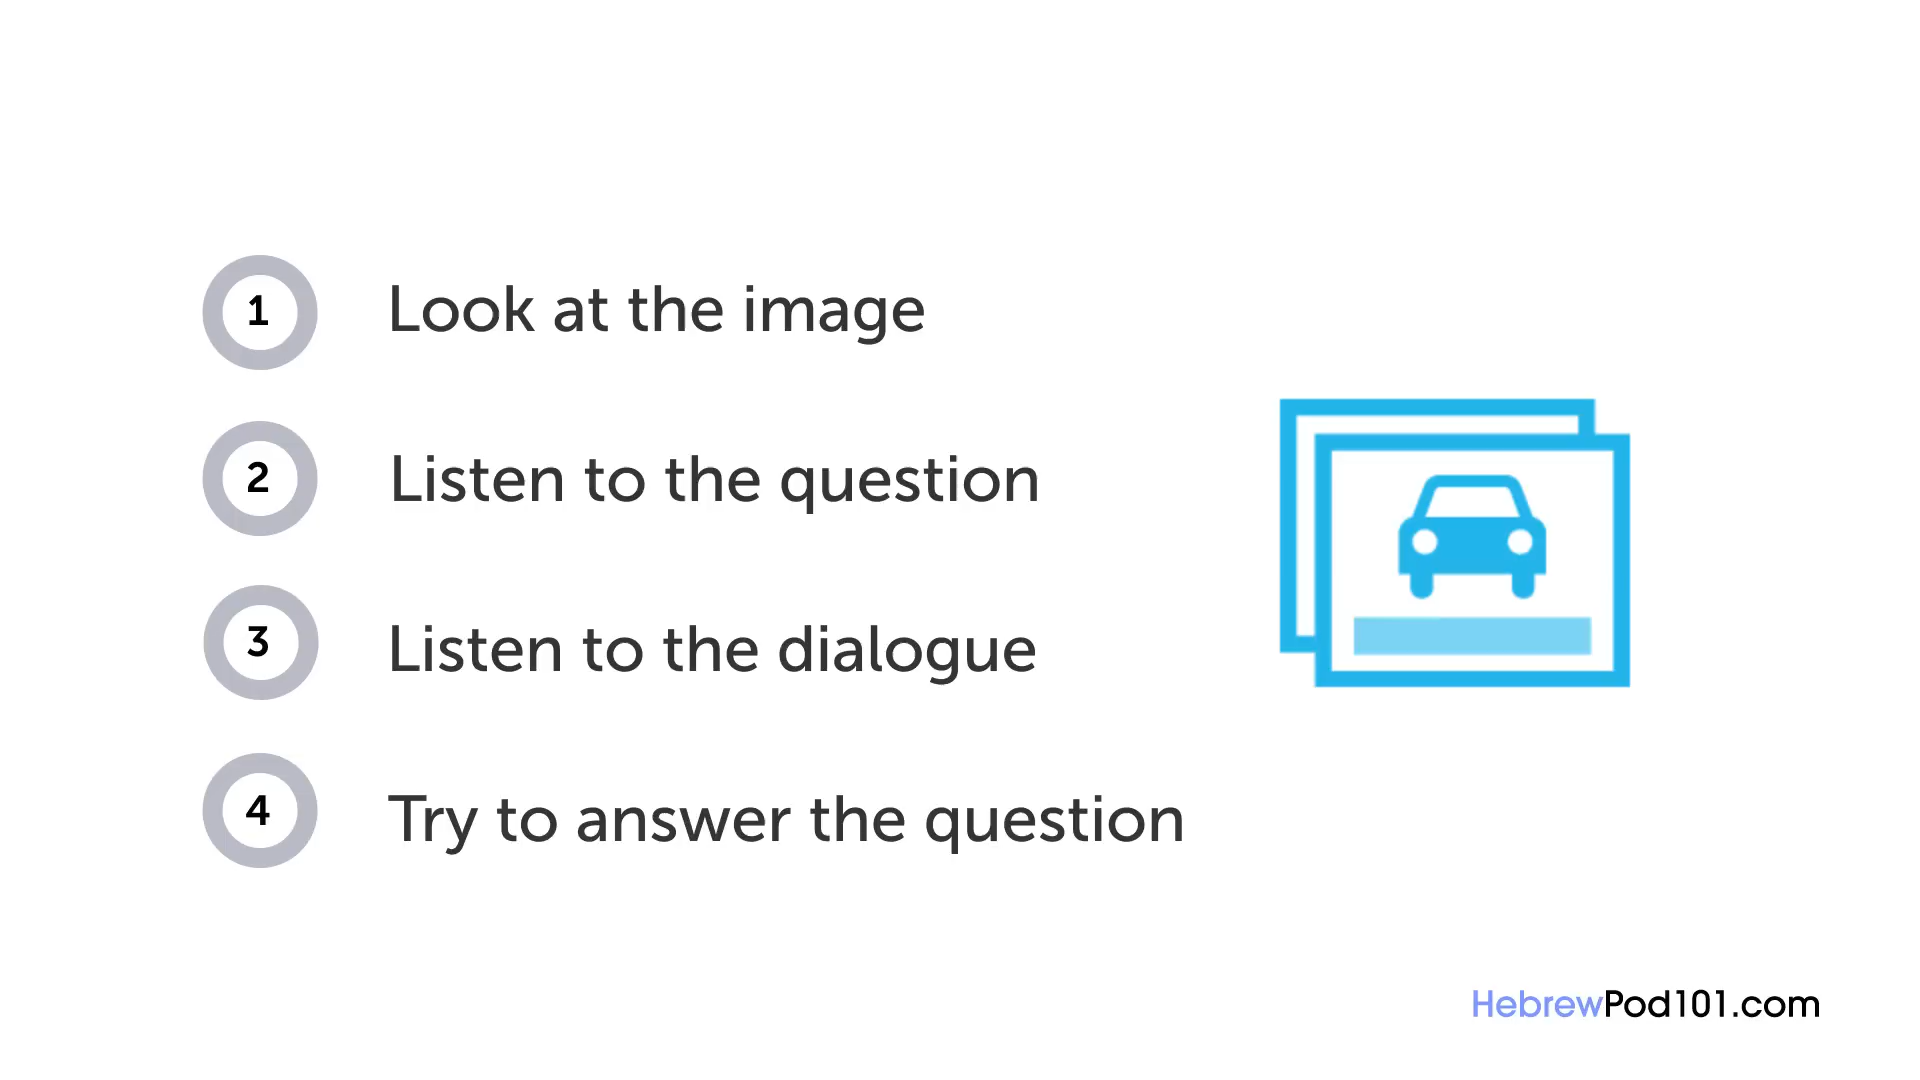 1 Look at the image
2 Listen to the question
3 Listen to the dialogue
4 Try to answer the question
HebrewPod101.com